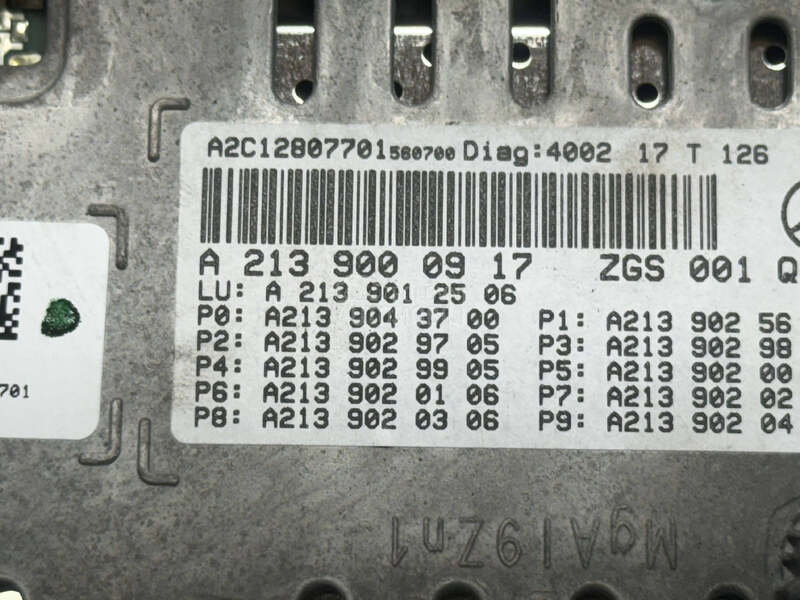 A2C12807701560700 Diag:4002 17 T 126
A 213 900 09 17 ZGS 001 Q
LU: A 213 901 25 06
P0: A213 904 37 00 P1: A213 902 56
P2: A213 902 97 05 P3: A213 902 98
P4: A213 902 99 05 P5: A213 902 00
P6: A213 902 01 06 P7: A213 902 02
P8: A213 902 03 06 P9: A213 902 04
701
MgAl9Zn1